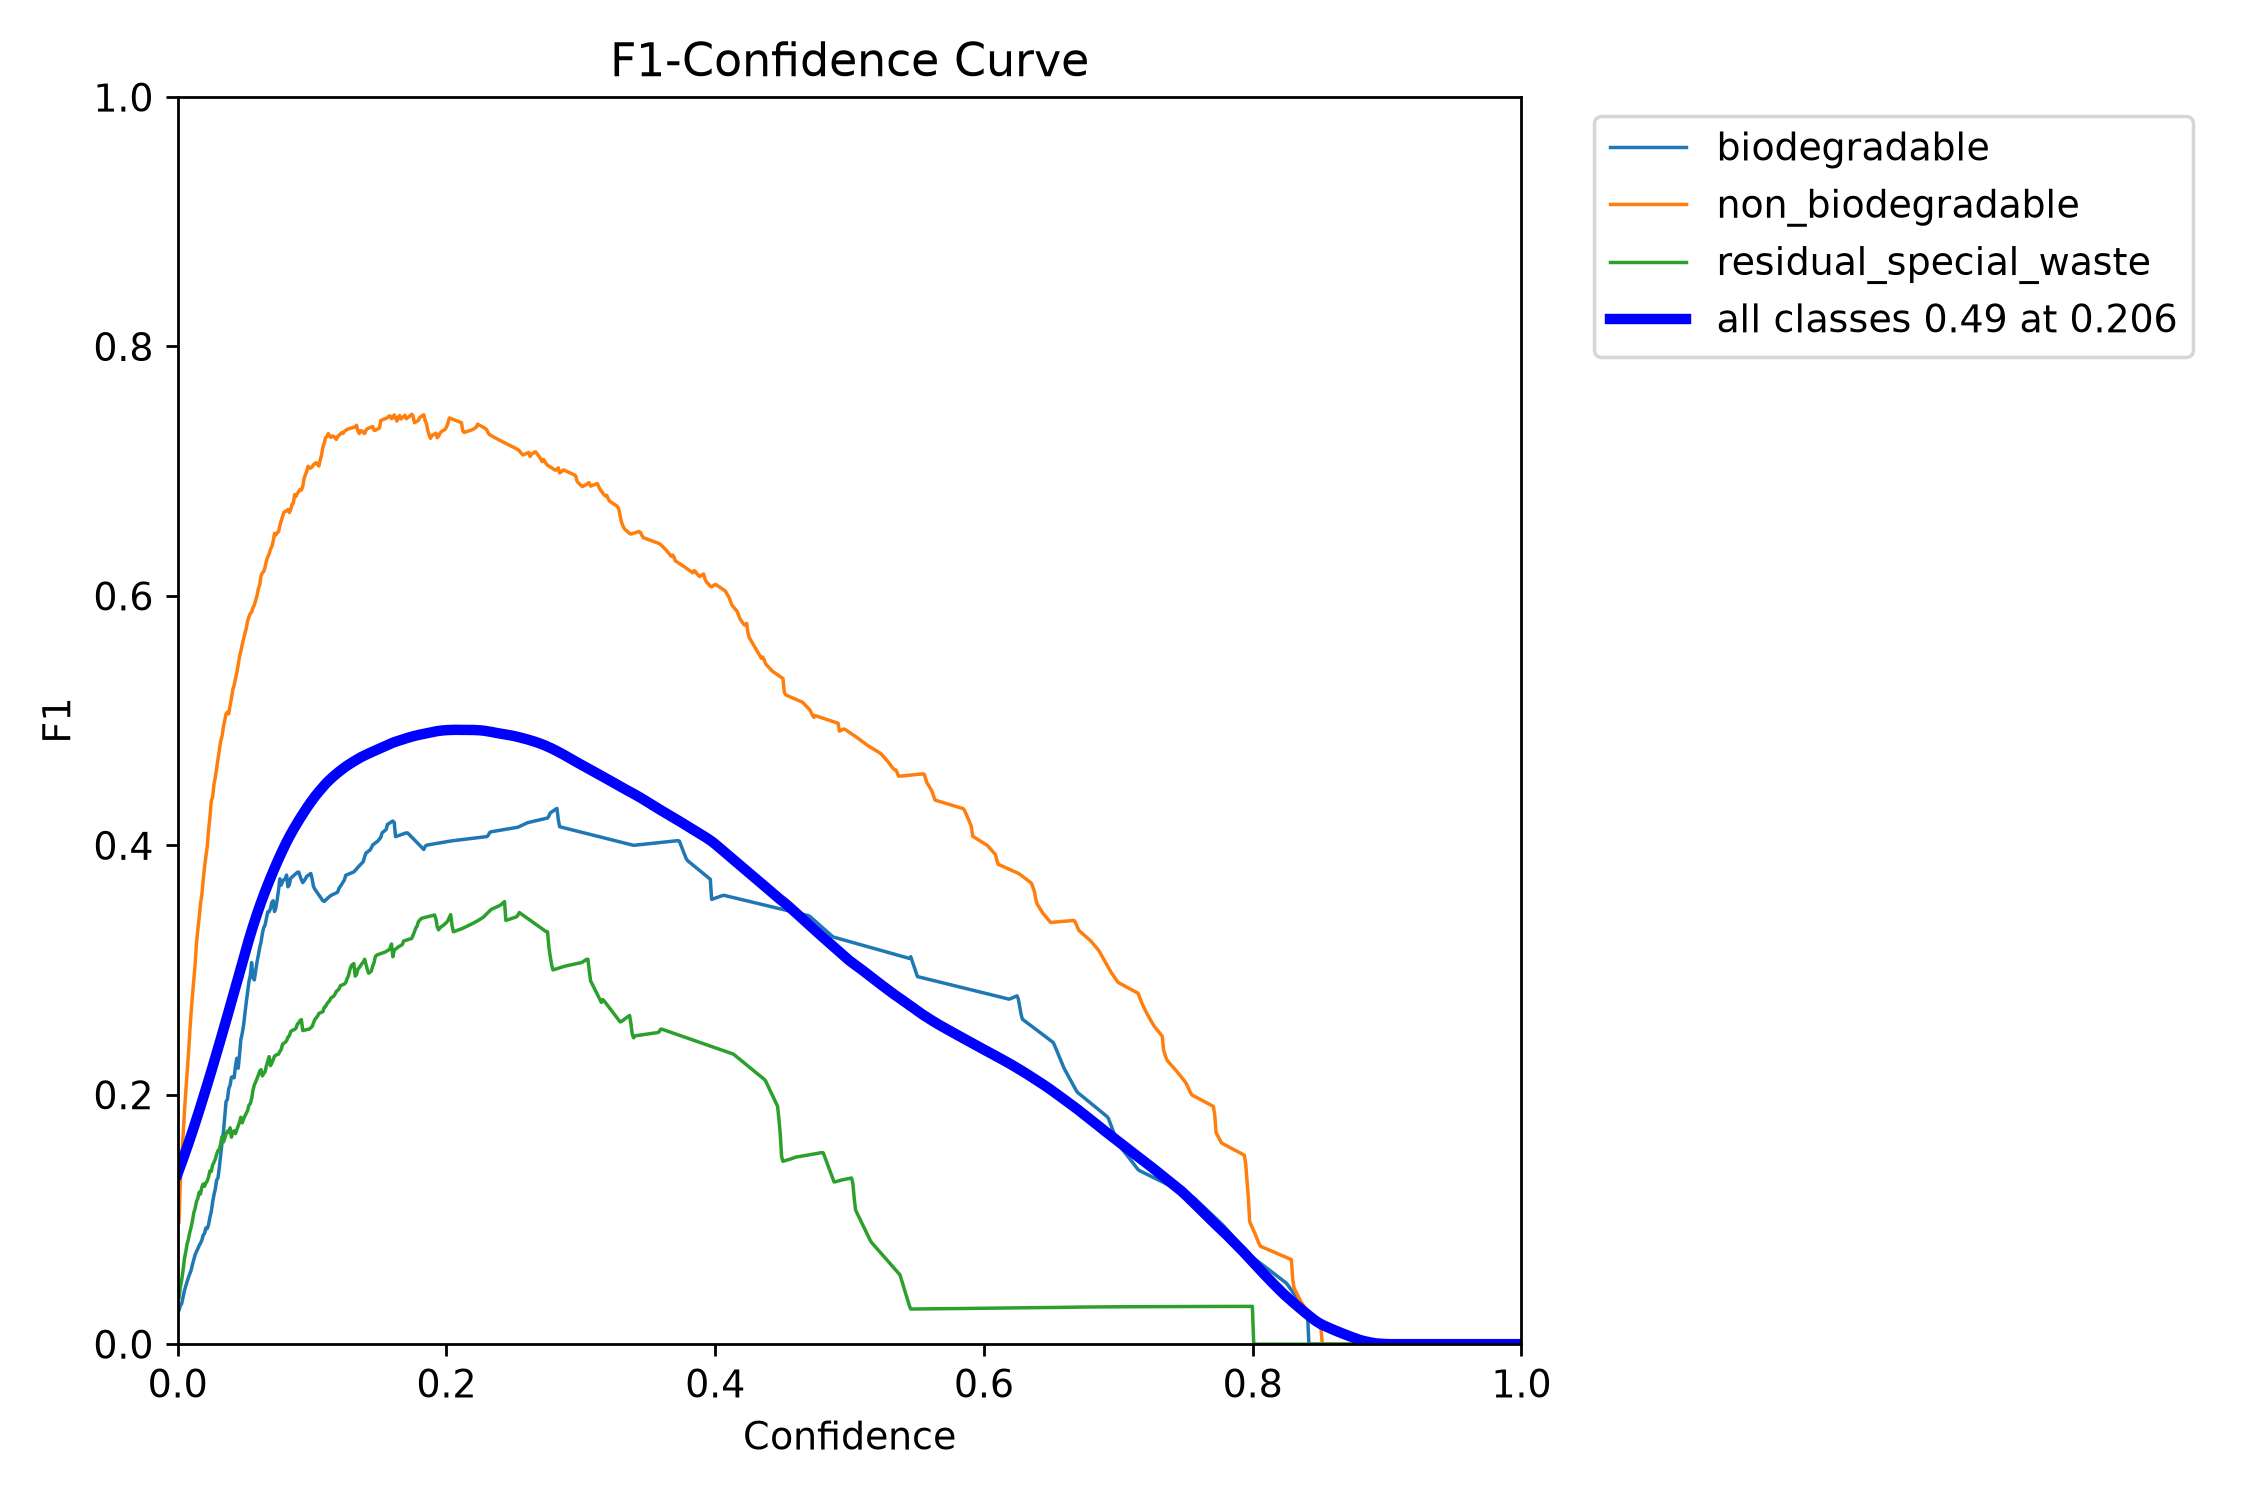 F1-Confidence Curve
1.0
0.8
0.6
0.4
0.2
0.0
F1
0.0 0.2 0.4 0.6 0.8 1.0
Confidence
biodegradable
non_biodegradable
residual_special_waste
all classes 0.49 at 0.206